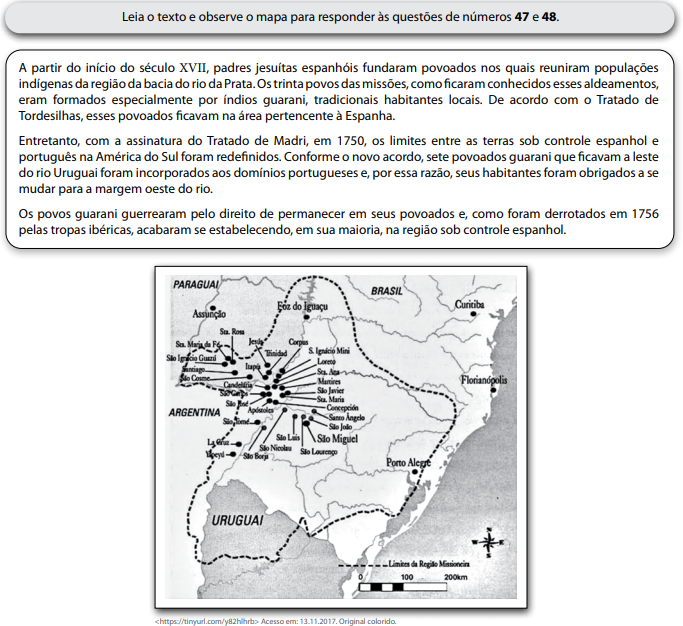 Leia o texto e observe o mapa para responder às questões de números 47 e 48.
A partir do início do século XVII, padres jesuítas espanhóis fundaram povoados nos quais reuniram populações
indígenas da região da bacia do rio da Prata. Os trinta povos das missões, como ficaram conhecidos esses aldeamentos,
eram formados especialmente por índios guarani, tradicionais habitantes locais. De acordo com o Tratado de
Tordesilhas, esses povoados ficavam na área pertencente à Espanha.
Entretanto, com a assinatura do Tratado de Madri, em 1750, os limites entre as terras sob controle espanhol e
português na América do Sul foram redefinidos. Conforme o novo acordo, sete povoados guarani que ficavam a leste
do rio Uruguai foram incorporados aos domínios portugueses e, por essa razão, seus habitantes foram obrigados a se
mudar para a margem oeste do rio.
Os povos guarani guerrearam pelo direito de permanecer em seus povoados e, como foram derrotados em 1756
pelas tropas ibéricas, acabaram se estabelecendo, em sua maioria, na região sob controle espanhol.
PARAGUAI
BRASIL
Assunção
Foz do Iguaçu
Curitiba
Sta. Rosa
Sta. Maria da Fé
Jesus
Corpus
São Ignácio Guazú
Trinidad
S. Ignácio Mini
Santiago
Itapúa
Loreto
São Cosme
Sta. Ana
Candelária
Martires
Florianópolis
São Carlos
São Javier
São José
Sta. Maria
ARGENTINA
Apóstoles
Concepción
São Tomé
Santo Ângelo
São João
La Cruz
São Luis
São Miguel
Yapeyú
São Borja
São Nicolau
São Lourenço
Porto Alegre
URUGUAI
N
W E
S
Limites da Região Missioneira
0 100 200km
<https://tinyurl.com/y82hlhrb> Acesso em: 13.11.2017. Original colorido.